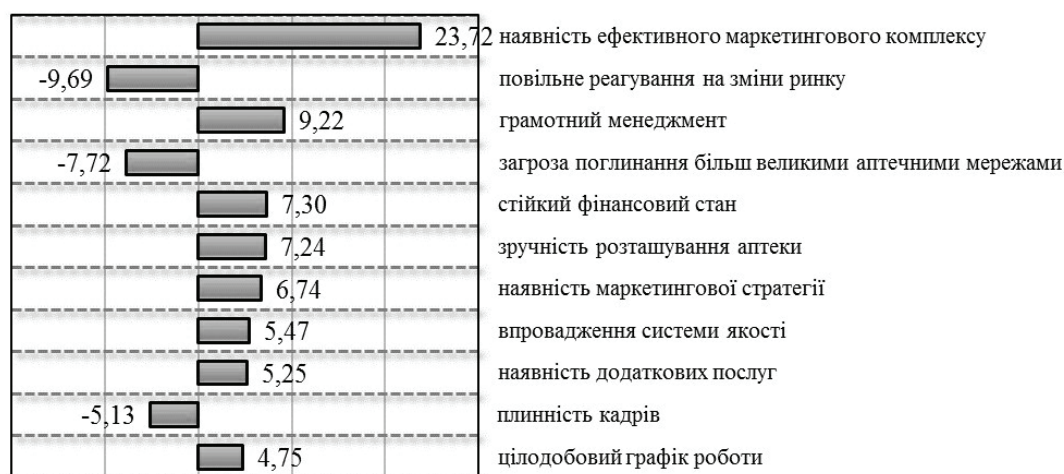 23,72 наявність ефективного маркетингового комплексу
-9,69 повільне реагування на зміни ринку
9,22 грамотний менеджмент
-7,72 загроза поглинання більш великими аптечними мережами
7,30 стійкий фінансовий стан
7,24 зручність розташування аптеки
6,74 наявність маркетингової стратегії
5,47 впровадження системи якості
5,25 наявність додаткових послуг
-5,13 плинність кадрів
4,75 цілодобовий графік роботи